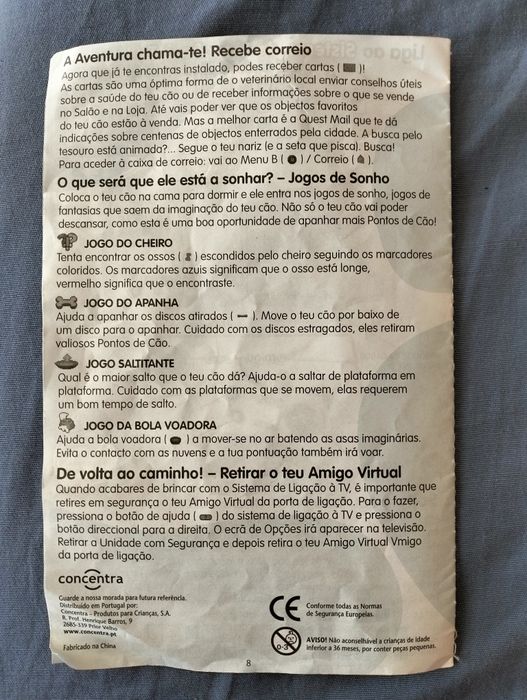 A Aventura chama-te! Recebe correio
Agora que já te encontras instalado, podes receber cartas ( )!
As cartas são uma óptima forma de o veterinário local enviar conselhos úteis
sobre a saúde do teu cão ou de receber informações sobre o que se vende
no Salão e na Loja. Até vais poder ver que os objectos favoritos
do teu cão estão à venda. Mas a melhor carta é a Quest Mail que te dá
indicações sobre centenas de objectos enterrados pela cidade. A busca pelo
tesouro está animada?... Segue o teu nariz (e a seta que pisca). Busca!
Para aceder à caixa de correio: vai ao Menu B ( ) / Correio ( ).
O que será que ele está a sonhar? – Jogos de Sonho
Coloca o teu cão na cama para dormir e ele entra nos jogos de sonho, jogos de
fantasias que saem da imaginação do teu cão. Não só o teu cão vai poder
descansar, como esta é uma boa oportunidade de apanhar mais Pontos de Cão!
JOGO DO CHEIRO
Tenta encontrar os ossos ( ) escondidos pelo cheiro seguindo os marcadores
coloridos. Os marcadores azuis significam que o osso está longe,
vermelho significa que o encontraste.
JOGO DO APANHA
Ajuda a apanhar os discos atirados ( ). Move o teu cão por baixo de
um disco para o apanhar. Cuidado com os discos estragados, eles retiram
valiosos Pontos de Cão.
JOGO SALTITANTE
Qual é o maior salto que o teu cão dá? Ajuda-o a saltar de plataforma em
plataforma. Cuidado com as plataformas que se movem, elas requerem
um bom tempo de salto.
JOGO DA BOLA VOADORA
Ajuda a bola voadora ( ) a mover-se no ar batendo as asas imaginárias.
Evita o contacto com as nuvens e a tua pontuação também irá voar.
De volta ao caminho! – Retirar o teu Amigo Virtual
Quando acabares de brincar com o Sistema de Ligação à TV, é importante que
retires em segurança o teu Amigo Virtual da porta de ligação. Para o fazer,
pressiona o botão de ajuda ( ) do sistema de ligação à TV e pressiona o
botão direccional para a direita. O ecrã de Opções irá aparecer na televisão.
Retirar a Unidade com Segurança e depois retira o teu Amigo Virtual Vmigo
da porta de ligação.
concentra
Guarde a nossa morada para futura referência.
Distribuído em Portugal por:
Concentra – Produtos para Crianças, S.A.
R. Prof. Henrique Barros, 9
2685-339 Prior Velho
www.concentra.pt
Fabricado na China
CE
Conforme todas as Normas
de Segurança Europeias.
0-3
AVISO! Não aconselhável a crianças de idade
inferior a 36 meses, por conter peças pequenas.
8